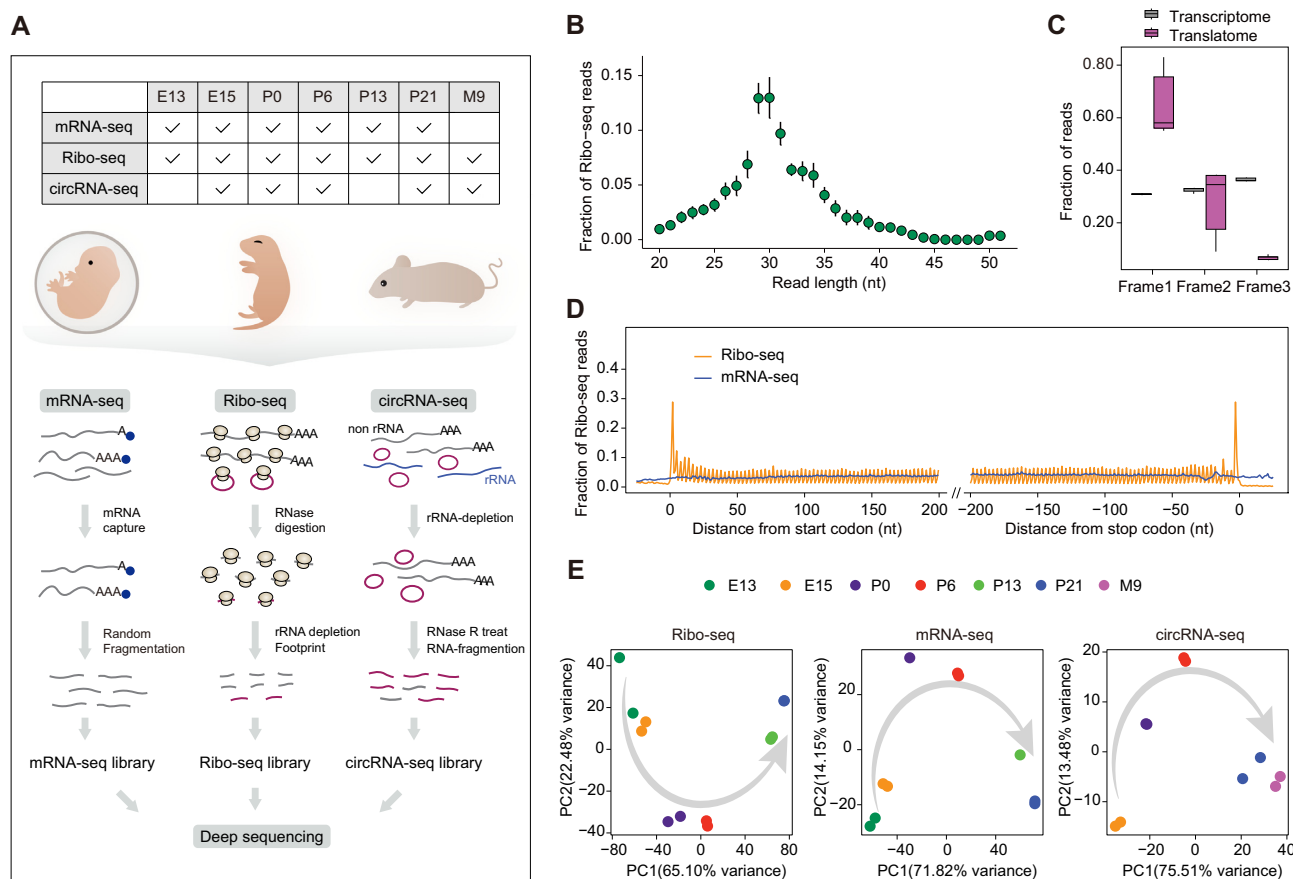 A
E13 E15 P0 P6 P13 P21 M9
mRNA-seq ✓ ✓ ✓ ✓ ✓ ✓
Ribo-seq ✓ ✓ ✓ ✓ ✓ ✓ ✓
circRNA-seq ✓ ✓ ✓ ✓ ✓
mRNA-seq
Ribo-seq
circRNA-seq
A
AAA
AAA
AAA
non rRNA
AAA
AAA
rRNA
mRNA
capture
RNase
digestion
rRNA-depletion
A
AAA
AAA
AAA
Random
Fragmentation
rRNA depletion
Footprint
RNase R treat
RNA-fragmention
mRNA-seq library
Ribo-seq library
circRNA-seq library
Deep sequencing
B
Fraction of Ribo−seq reads
0.15
0.10
0.05
0.00
20 25 30 35 40 45 50
Read length (nt)
C
Transcriptome
Translatome
Fraction of reads
0.80
0.60
0.40
0.20
Frame1 Frame2 Frame3
D
Fraction of Ribo-seq reads
0.4
0.3
0.2
0.1
0.0
Ribo-seq
mRNA-seq
0 50 100 150 200
−200 −150 −100 −50 0
Distance from start codon (nt)
Distance from stop codon (nt)
E
E13 E15 P0 P6 P13 P21 M9
Ribo-seq
PC2(22.48% variance)
40
20
0
−20
−40
−80 −40 0 40 80
PC1(65.10% variance)
mRNA-seq
PC2(14.15% variance)
20
0
−20
−40 0 40
PC1(71.82% variance)
circRNA-seq
PC2(13.48% variance)
20
10
0
−10
−20 0 20 40
PC1(75.51% variance)